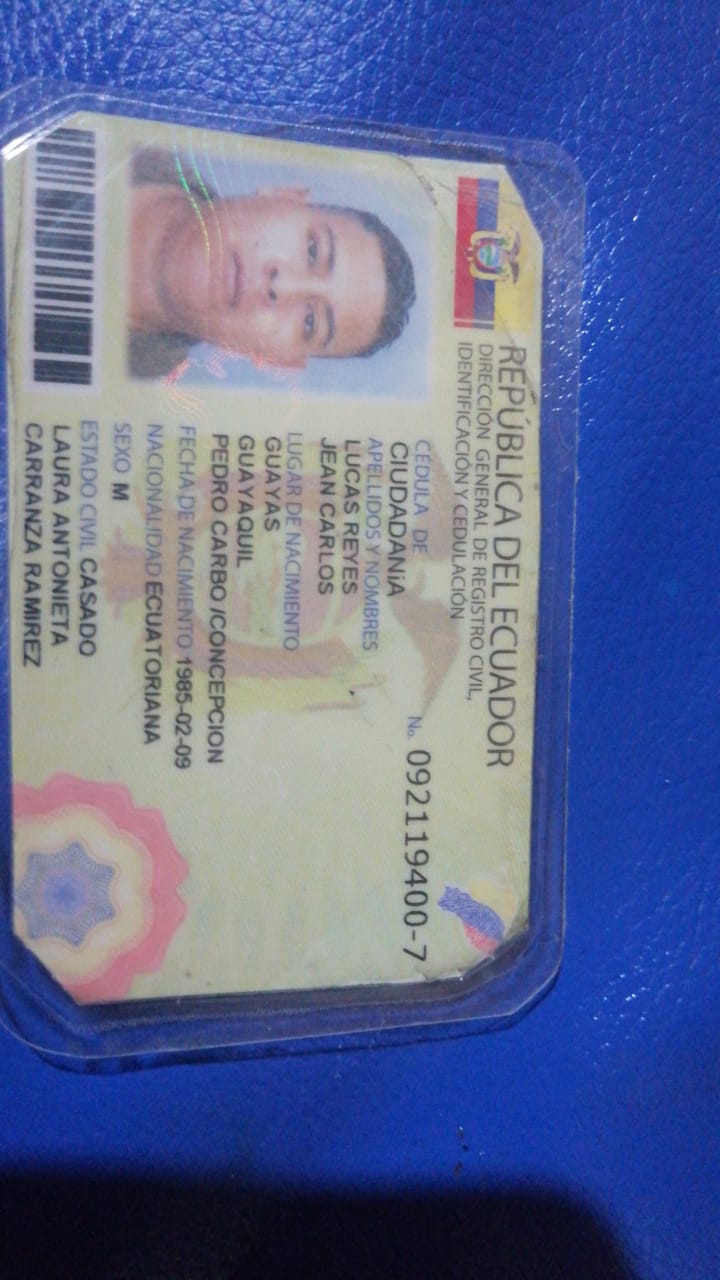 REPÚBLICA DEL ECUADOR
DIRECCIÓN GENERAL DE REGISTRO CIVIL,
IDENTIFICACIÓN Y CEDULACIÓN
CÉDULA DE
CIUDADANÍA
No. 092119400-7
APELLIDOS Y NOMBRES
LUCAS REYES
JEAN CARLOS
LUGAR DE NACIMIENTO
GUAYAS
GUAYAQUIL
PEDRO CARBO /CONCEPCION
FECHA DE NACIMIENTO 1985-02-09
NACIONALIDAD ECUATORIANA
SEXO M
ESTADO CIVIL CASADO
LAURA ANTONIETA
CARRANZA RAMIREZ